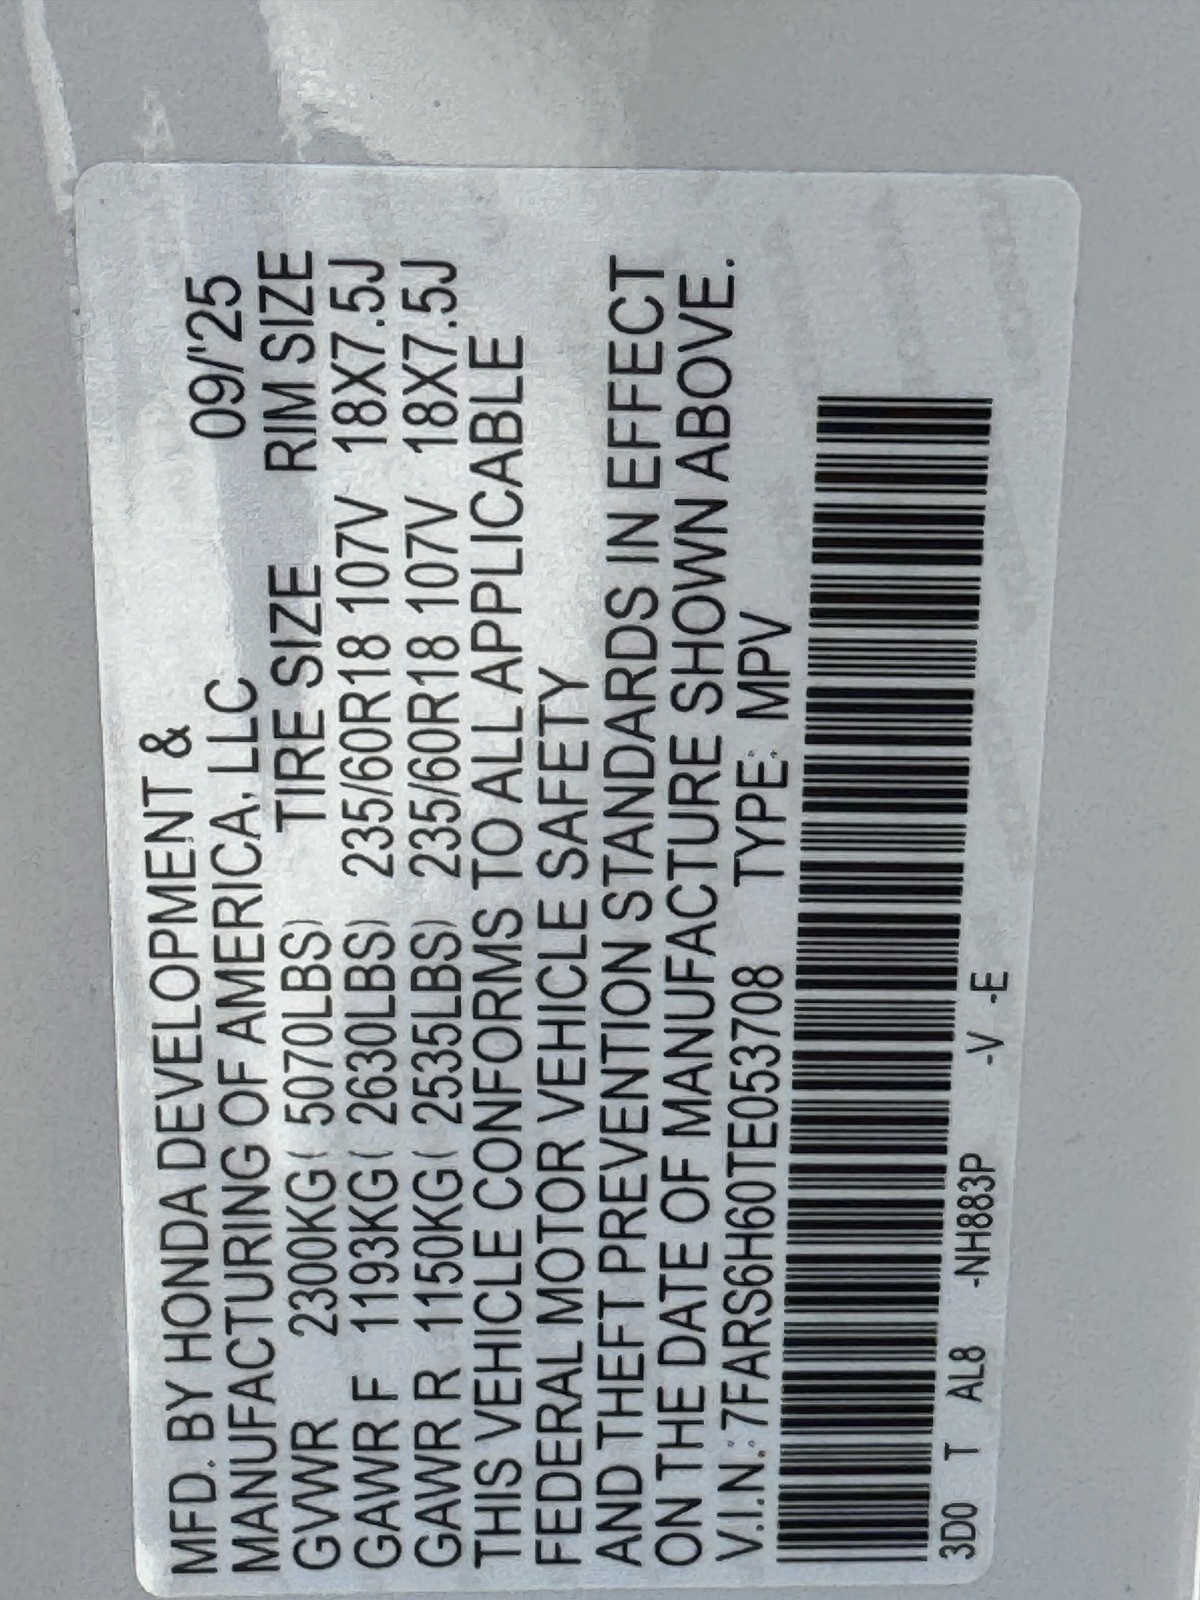 MFD. BY HONDA DEVELOPMENT &
MANUFACTURING OF AMERICA, LLC 09/'25
TIRE SIZE RIM SIZE
GVWR 2300KG( 5070LBS)
GAWR F 1193KG( 2630LBS) 235/60R18 107V 18X7.5J
GAWR R 1150KG( 2535LBS) 235/60R18 107V 18X7.5J
THIS VEHICLE CONFORMS TO ALL APPLICABLE
FEDERAL MOTOR VEHICLE SAFETY
AND THEFT PREVENTION STANDARDS IN EFFECT
ON THE DATE OF MANUFACTURE SHOWN ABOVE.
V.I.N.:7FARS6H60TE053708 TYPE: MPV
3D0 T AL8 -NH883P -V -E